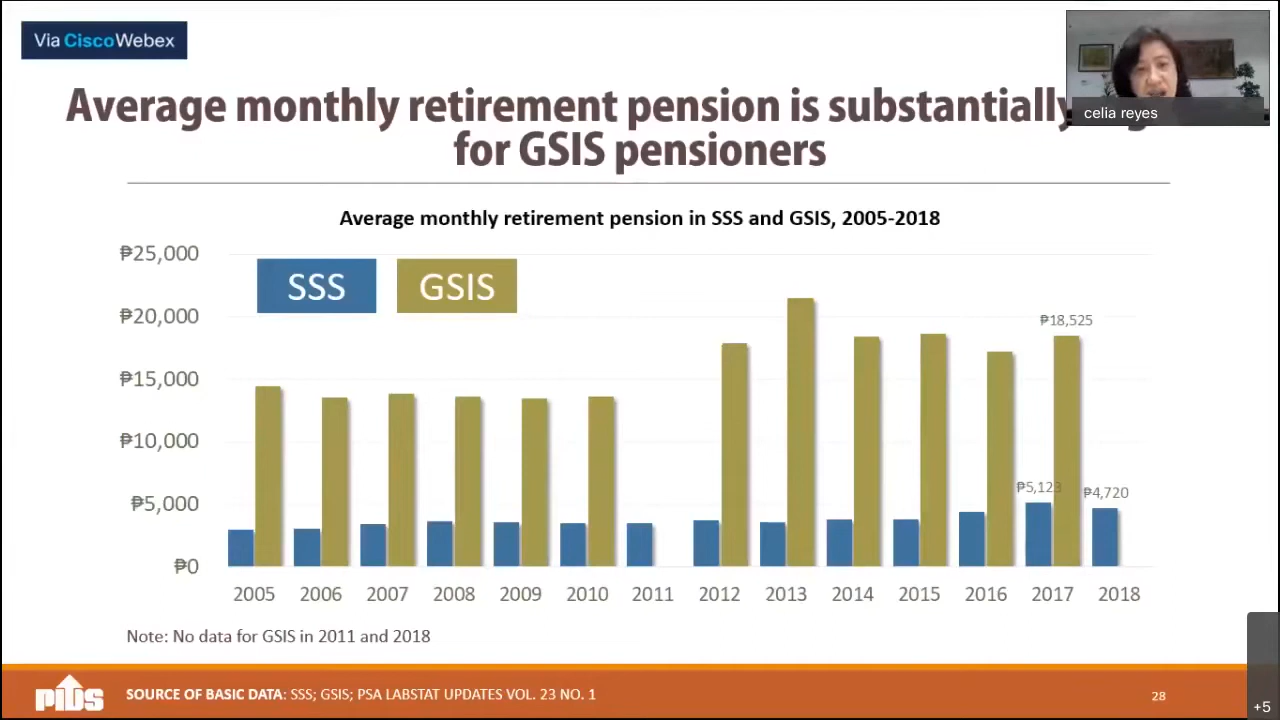 Via CiscoWebex
celia reyes
Average monthly retirement pension is substantially
for GSIS pensioners
Average monthly retirement pension in SSS and GSIS, 2005-2018
₱25,000
SSS GSIS
₱20,000
₱18,525
₱15,000
₱10,000
₱5,000
₱5,123
₱4,720
₱0
2005 2006 2007 2008 2009 2010 2011 2012 2013 2014 2015 2016 2017 2018
Note: No data for GSIS in 2011 and 2018
PIDS
SOURCE OF BASIC DATA: SSS; GSIS; PSA LABSTAT UPDATES VOL. 23 NO. 1
28
+5